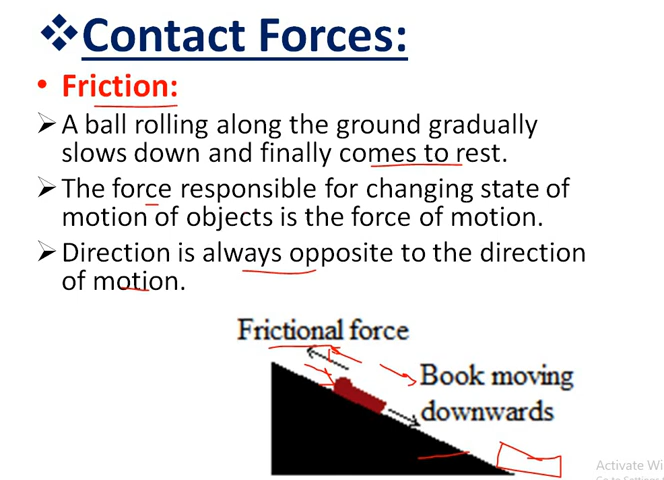 ❖Contact Forces:
• Friction:
➢ A ball rolling along the ground gradually
slows down and finally comes to rest.
➢ The force responsible for changing state of
motion of objects is the force of motion.
➢ Direction is always opposite to the direction
of motion.
Frictional force
Book moving
downwards
Activate Wi